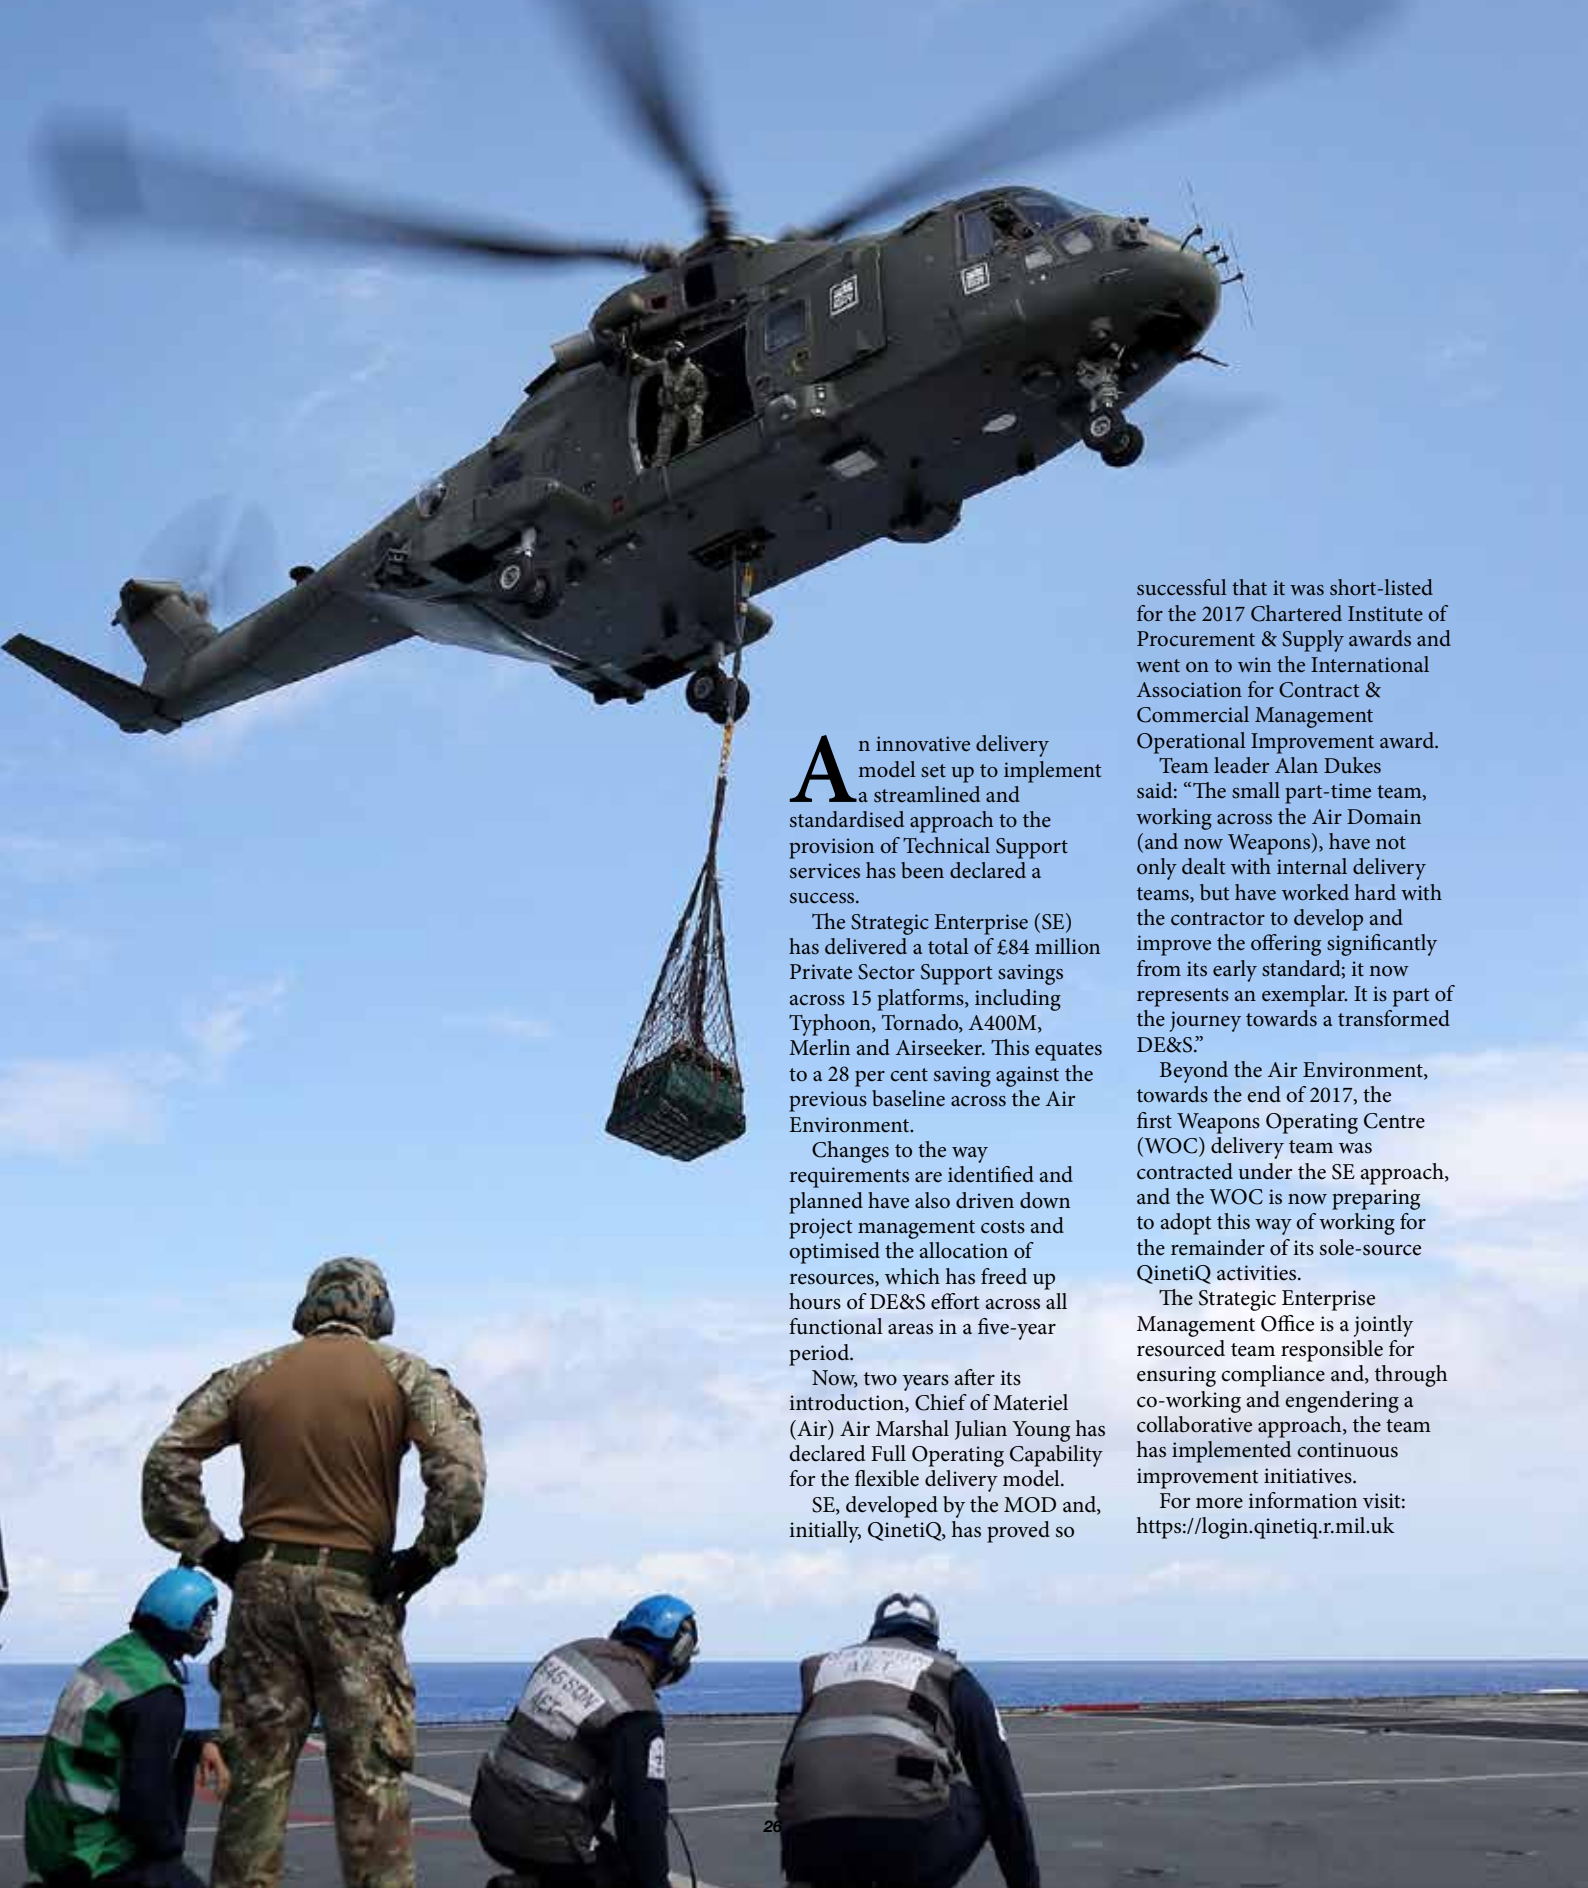 An innovative delivery
model set up to implement
a streamlined and
standardised approach to the
provision of Technical Support
services has been declared a
success.
The Strategic Enterprise (SE)
has delivered a total of £84 million
Private Sector Support savings
across 15 platforms, including
Typhoon, Tornado, A400M,
Merlin and Airseeker. This equates
to a 28 per cent saving against the
previous baseline across the Air
Environment.
Changes to the way
requirements are identified and
planned have also driven down
project management costs and
optimised the allocation of
resources, which has freed up
hours of DE&S effort across all
functional areas in a five-year
period.
Now, two years after its
introduction, Chief of Materiel
(Air) Air Marshal Julian Young has
declared Full Operating Capability
for the flexible delivery model.
SE, developed by the MOD and,
initially, QinetiQ, has proved so
successful that it was short-listed
for the 2017 Chartered Institute of
Procurement & Supply awards and
went on to win the International
Association for Contract &
Commercial Management
Operational Improvement award.
Team leader Alan Dukes
said: “The small part-time team,
working across the Air Domain
(and now Weapons), have not
only dealt with internal delivery
teams, but have worked hard with
the contractor to develop and
improve the offering significantly
from its early standard; it now
represents an exemplar. It is part of
the journey towards a transformed
DE&S.”
Beyond the Air Environment,
towards the end of 2017, the
first Weapons Operating Centre
(WOC) delivery team was
contracted under the SE approach,
and the WOC is now preparing
to adopt this way of working for
the remainder of its sole-source
QinetiQ activities.
The Strategic Enterprise
Management Office is a jointly
resourced team responsible for
ensuring compliance and, through
co-working and engendering a
collaborative approach, the team
has implemented continuous
improvement initiatives.
For more information visit:
https://login.qinetiq.r.mil.uk
AET
AET
26